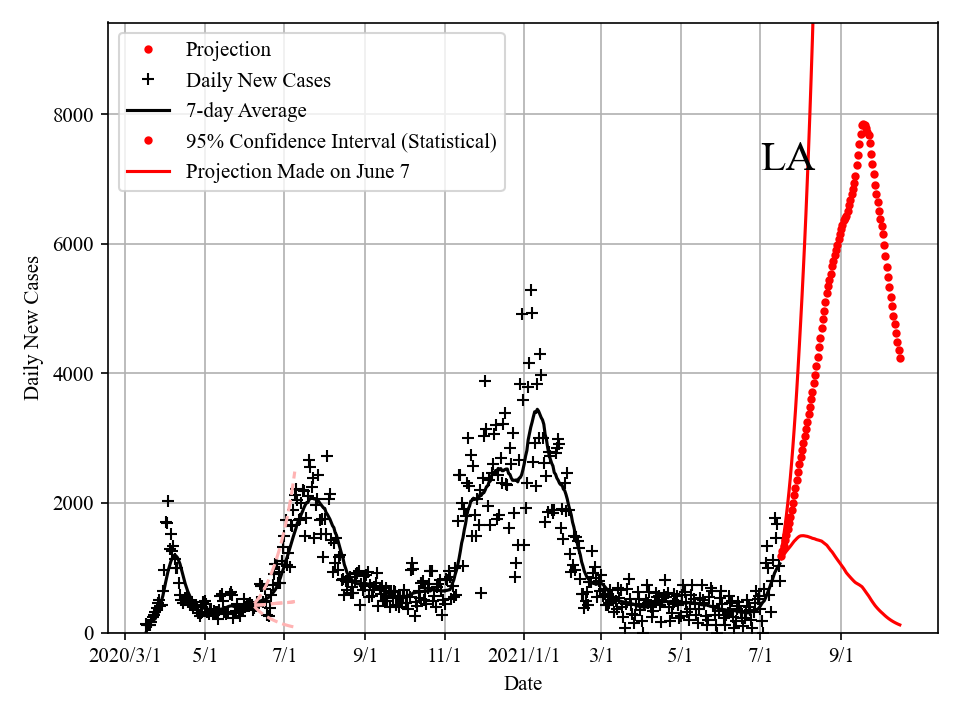 Projection
Daily New Cases
7-day Average
95% Confidence Interval (Statistical)
Projection Made on June 7
LA
8000
6000
4000
2000
0
Daily New Cases
2020/3/1 5/1 7/1 9/1 11/1 2021/1/1 3/1 5/1 7/1 9/1
Date